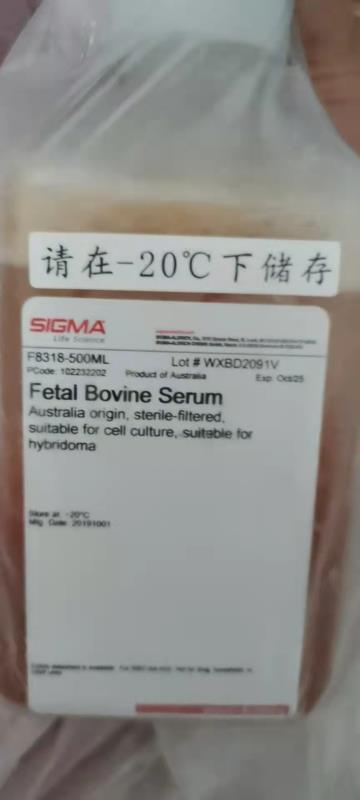 请在-20℃下储存
SIGMA
Life Science
F8318-500ML
Lot # WXBD2091V
PCode: 102232202
Product of Australia
Exp. Oct/25
Fetal Bovine Serum
Australia origin, sterile-filtered,
suitable for cell culture, suitable for
hybridoma
Store at: -20°C
Mfg. Date: 20191001